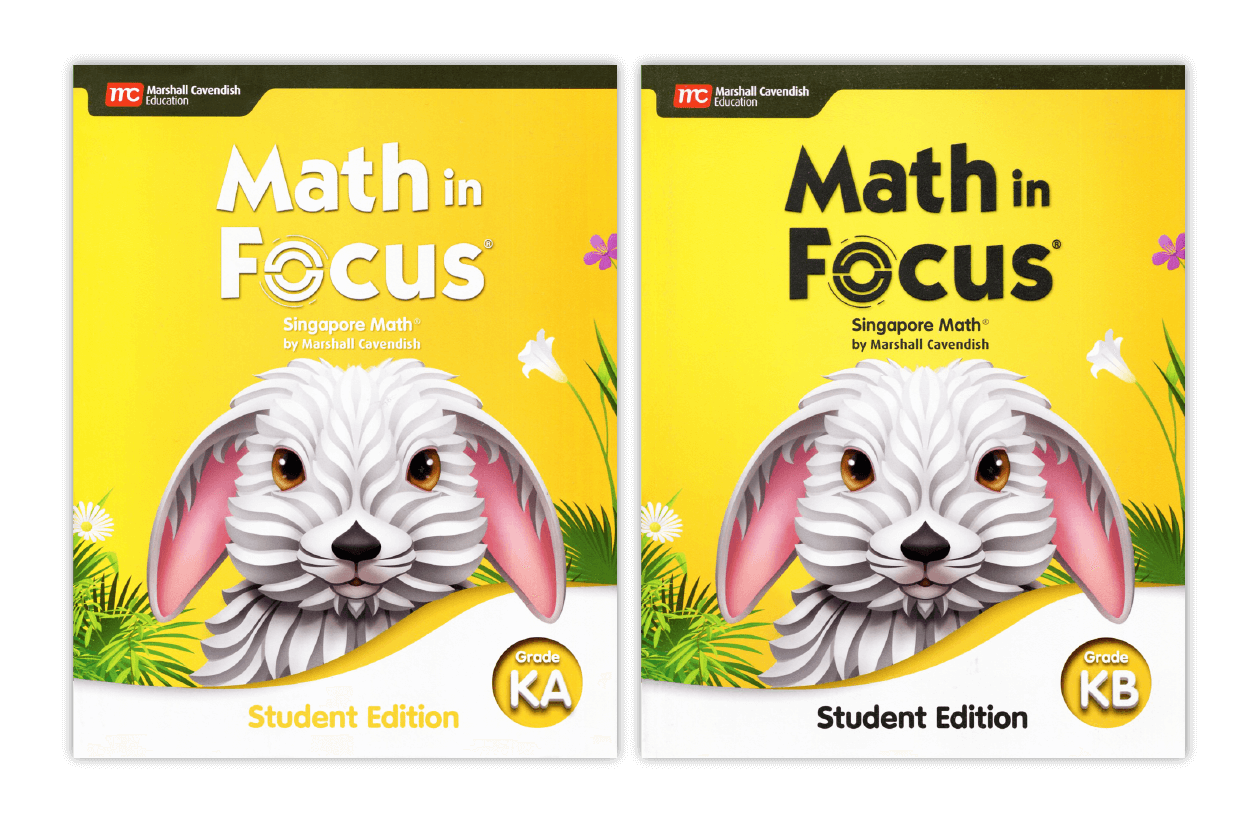 mc Marshall Cavendish
Education
Math in
Focus®
Singapore Math®
by Marshall Cavendish
Grade
KA
Student Edition
mc Marshall Cavendish
Education
Math in
Focus®
Singapore Math®
by Marshall Cavendish
Grade
KB
Student Edition